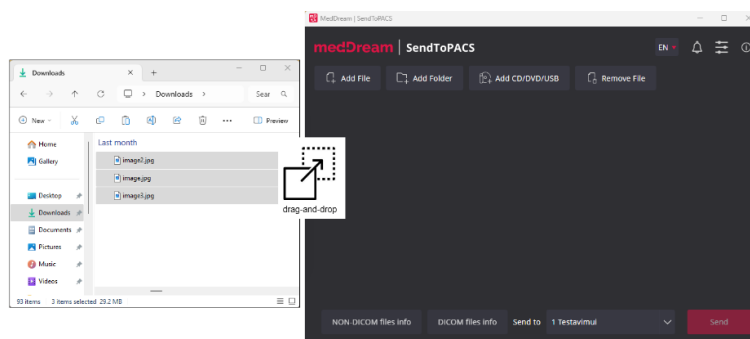 MedDream | SendToPACS
medDream | SendToPACS
EN
Add File
Add Folder
Add CD/DVD/USB
Remove File
Downloads
Downloads
Sear
New
Preview
Home
Gallery
Desktop
Downloads
Documents
Pictures
Music
Videos
Last month
image2.jpg
image.jpg
image3.jpg
93 items 3 items selected 29.2 MB
drag-and-drop
NON-DICOM files info
DICOM files info
Send to
1 Testavimui
Send